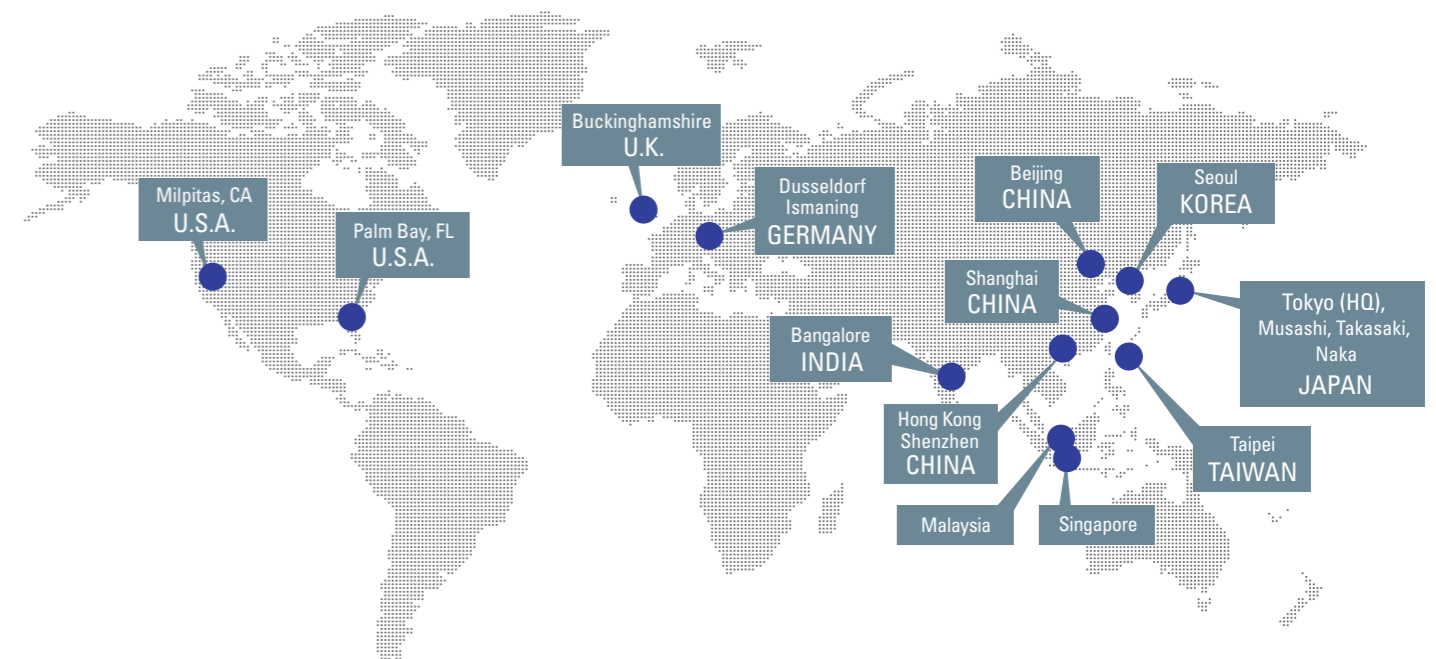 Buckinghamshire
U.K.
Milpitas, CA
U.S.A.
Palm Bay, FL
U.S.A.
Dusseldorf
Ismaning
GERMANY
Beijing
CHINA
Seoul
KOREA
Shanghai
CHINA
Tokyo (HQ),
Musashi, Takasaki,
Naka
JAPAN
Bangalore
INDIA
Hong Kong
Shenzhen
CHINA
Taipei
TAIWAN
Malaysia
Singapore